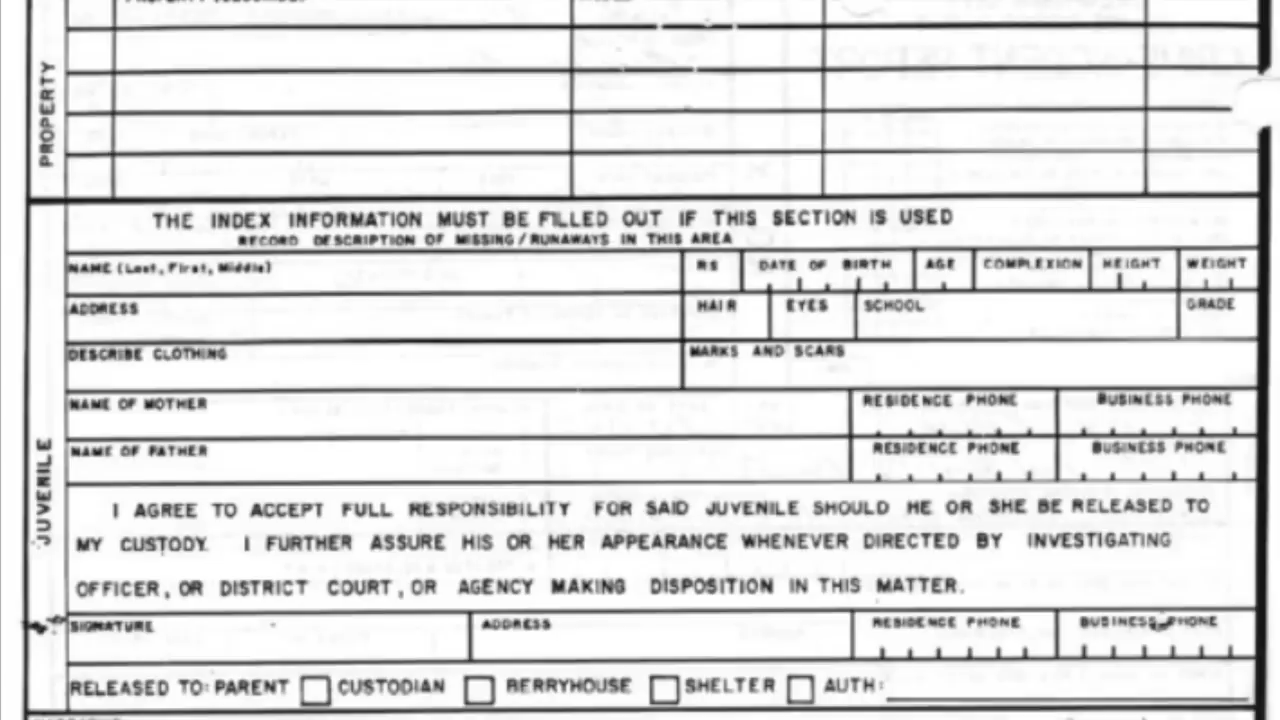 PROPERTY
THE INDEX INFORMATION MUST BE FILLED OUT IF THIS SECTION IS USED
RECORD DESCRIPTION OF MISSING/RUNAWAYS IN THIS AREA
NAME (Last, First, Middle) RS DATE OF BIRTH AGE COMPLEXION HEIGHT WEIGHT
ADDRESS HAIR EYES SCHOOL GRADE
DESCRIBE CLOTHING MARKS AND SCARS
NAME OF MOTHER RESIDENCE PHONE BUSINESS PHONE
NAME OF FATHER RESIDENCE PHONE BUSINESS PHONE
JUVENILE
I AGREE TO ACCEPT FULL RESPONSIBILITY FOR SAID JUVENILE SHOULD HE OR SHE BE RELEASED TO
MY CUSTODY. I FURTHER ASSURE HIS OR HER APPEARANCE WHENEVER DIRECTED BY INVESTIGATING
OFFICER, OR DISTRICT COURT, OR AGENCY MAKING DISPOSITION IN THIS MATTER.
SIGNATURE ADDRESS RESIDENCE PHONE BUSINESS PHONE
RELEASED TO: PARENT CUSTODIAN BERRYHOUSE SHELTER AUTH: